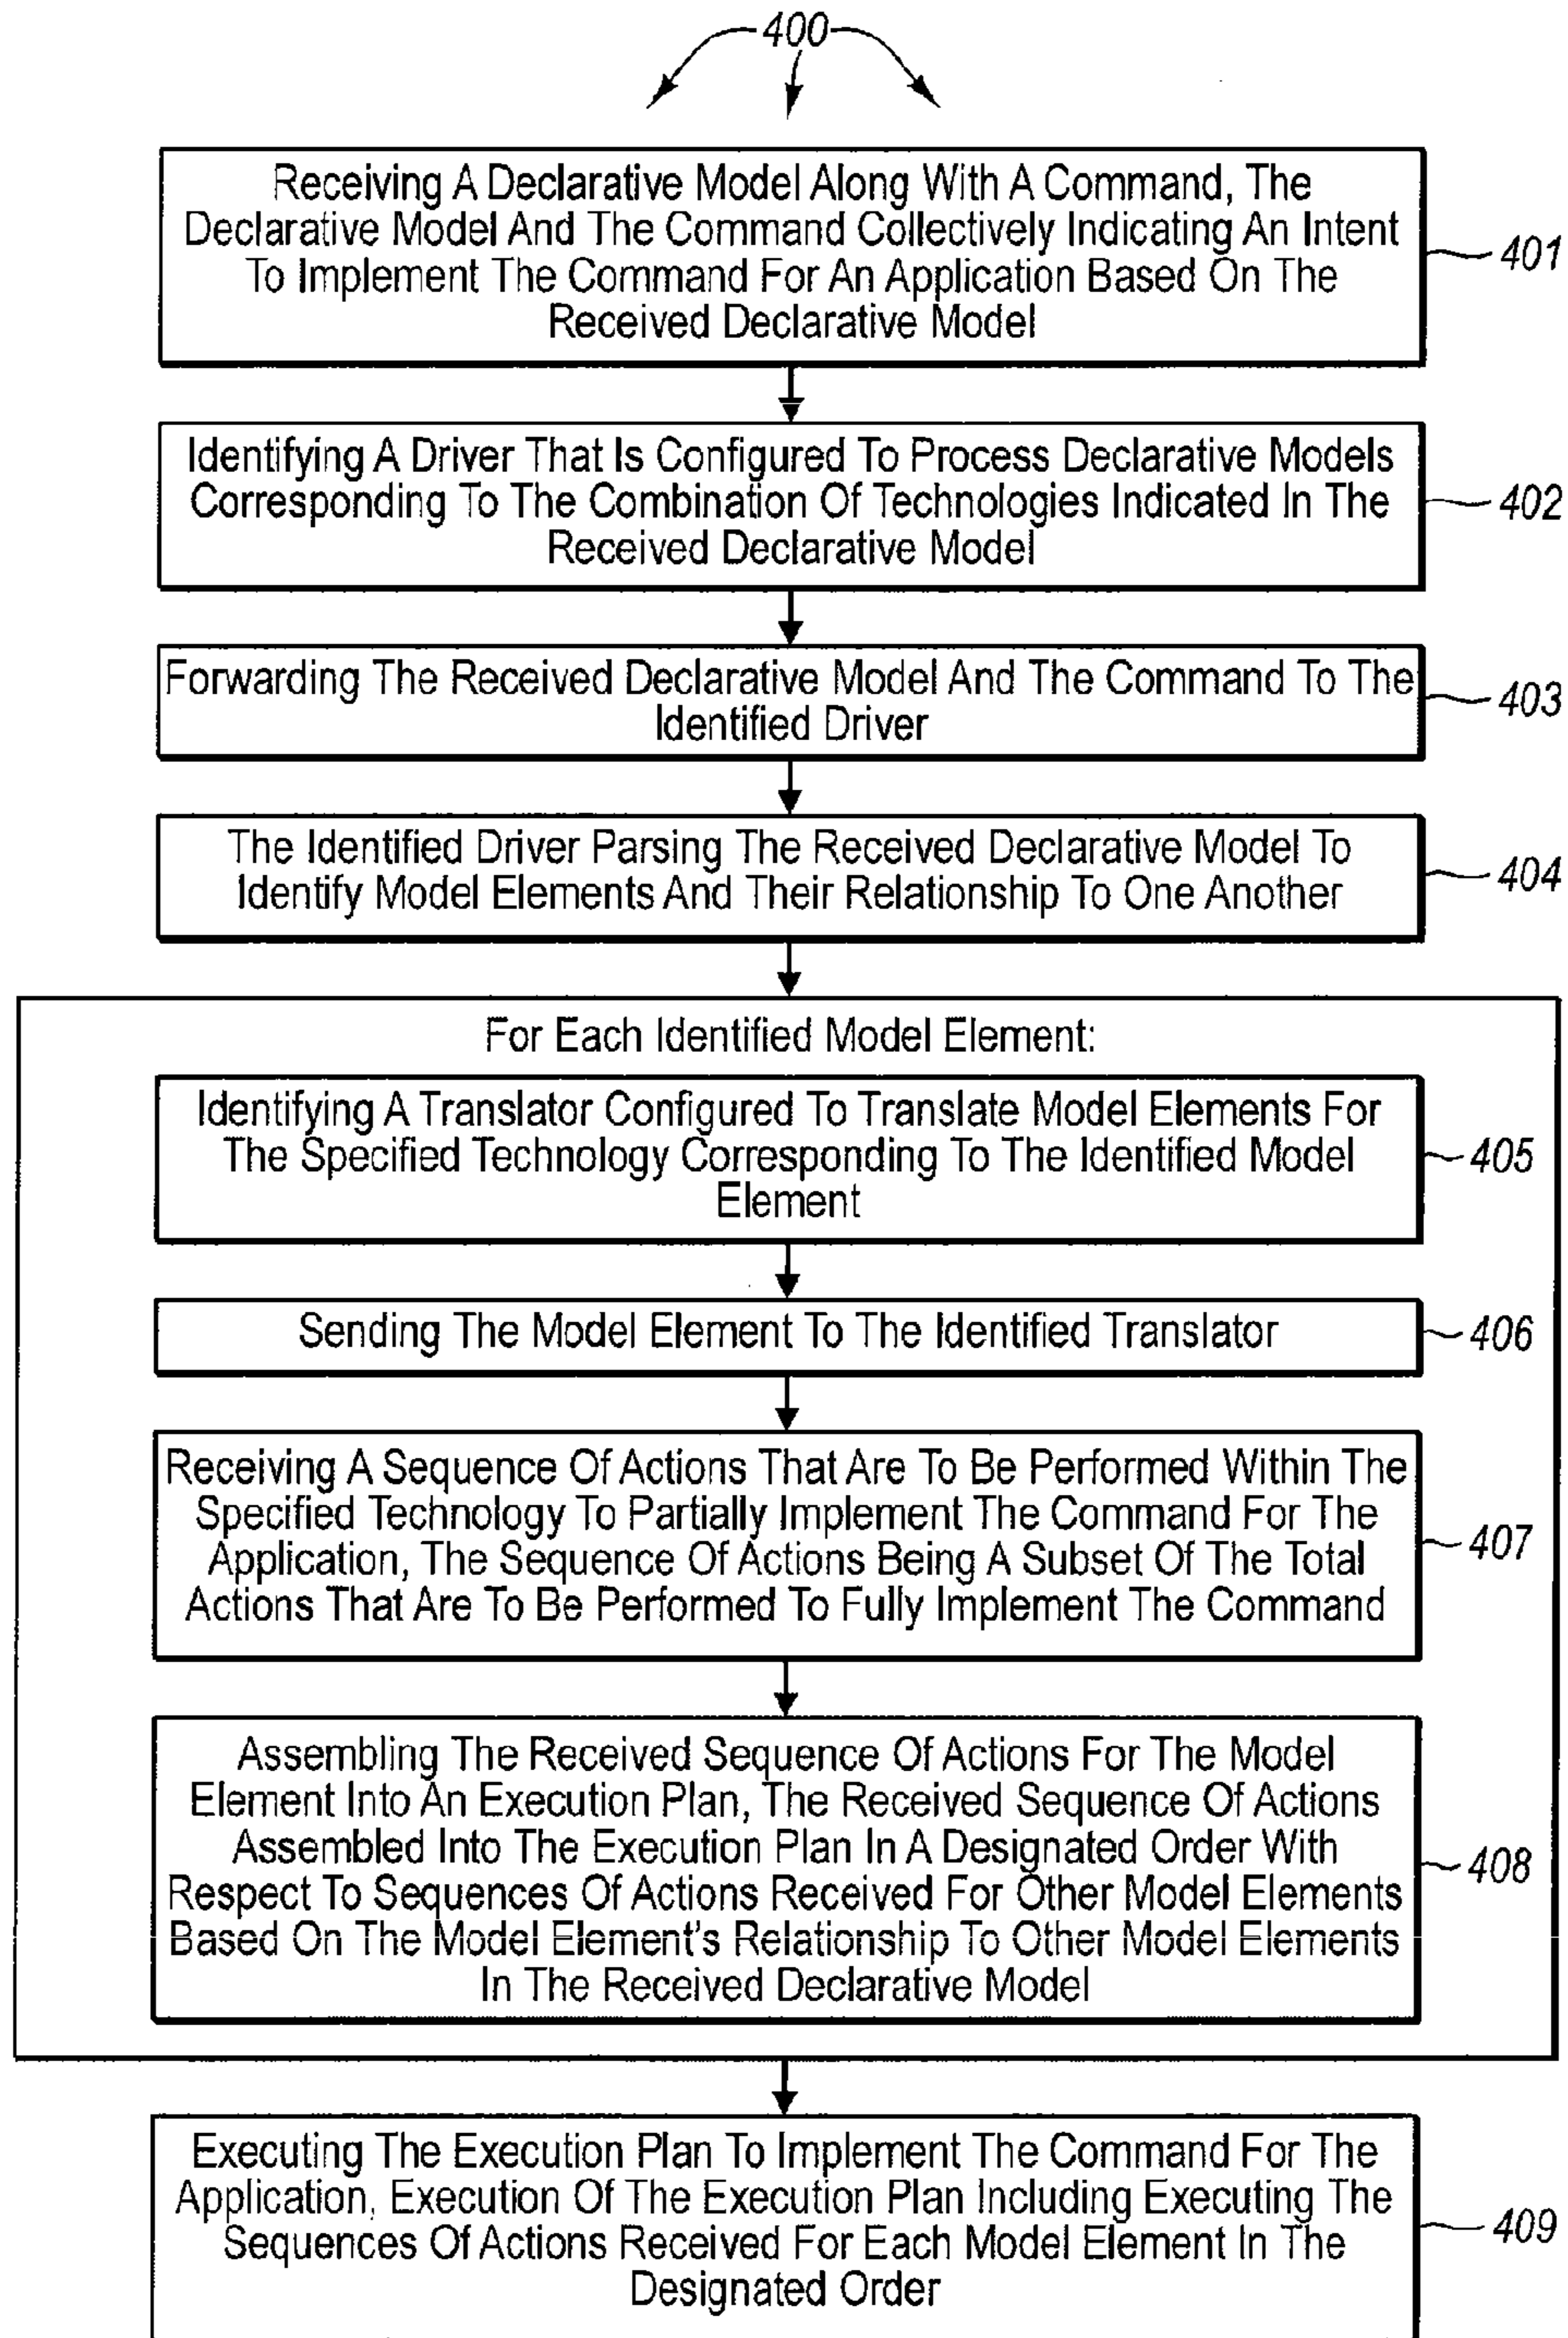 400
Receiving A Declarative Model Along With A Command, The
Declarative Model And The Command Collectively Indicating An Intent
To Implement The Command For An Application Based On The
Received Declarative Model
401
Identifying A Driver That Is Configured To Process Declarative Models
Corresponding To The Combination Of Technologies Indicated In The
Received Declarative Model
402
Forwarding The Received Declarative Model And The Command To The
Identified Driver
403
The Identified Driver Parsing The Received Declarative Model To
Identify Model Elements And Their Relationship To One Another
404
For Each Identified Model Element:
Identifying A Translator Configured To Translate Model Elements For
The Specified Technology Corresponding To The Identified Model
Element
405
Sending The Model Element To The Identified Translator
406
Receiving A Sequence Of Actions That Are To Be Performed Within The
Specified Technology To Partially Implement The Command For The
Application, The Sequence Of Actions Being A Subset Of The Total
Actions That Are To Be Performed To Fully Implement The Command
407
Assembling The Received Sequence Of Actions For The Model
Element Into An Execution Plan, The Received Sequence Of Actions
Assembled Into The Execution Plan In A Designated Order With
Respect To Sequences Of Actions Received For Other Model Elements
Based On The Model Element's Relationship To Other Model Elements
In The Received Declarative Model
408
Executing The Execution Plan To Implement The Command For The
Application, Execution Of The Execution Plan Including Executing The
Sequences Of Actions Received For Each Model Element In The
Designated Order
409